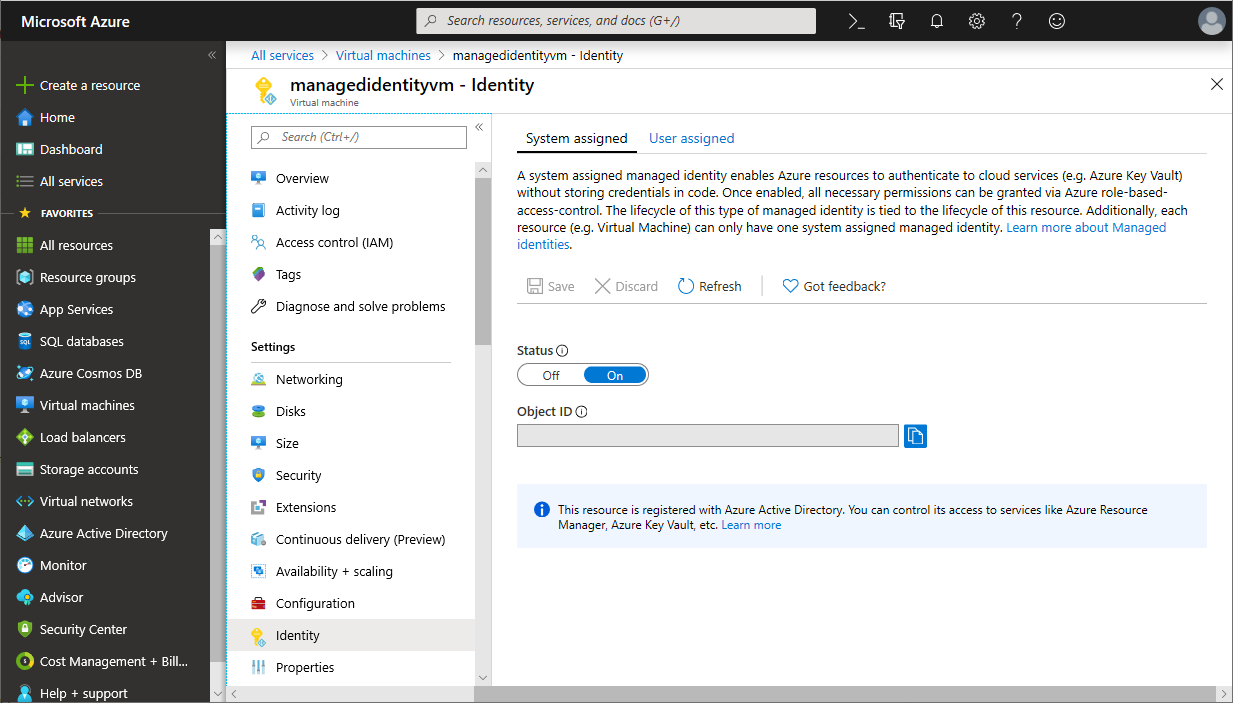 Microsoft Azure
Search resources, services, and docs (G+/)
«
Create a resource
Home
Dashboard
All services
FAVORITES
All resources
Resource groups
App Services
SQL databases
Azure Cosmos DB
Virtual machines
Load balancers
Storage accounts
Virtual networks
Azure Active Directory
Monitor
Advisor
Security Center
Cost Management + Bill...
Help + support
All services > Virtual machines > managedidentityvm - Identity
managedidentityvm - Identity
Virtual machine
Search (Ctrl+/)
«
Overview
Activity log
Access control (IAM)
Tags
Diagnose and solve problems
Settings
Networking
Disks
Size
Security
Extensions
Continuous delivery (Preview)
Availability + scaling
Configuration
Identity
Properties
System assigned User assigned
A system assigned managed identity enables Azure resources to authenticate to cloud services (e.g. Azure Key Vault)
without storing credentials in code. Once enabled, all necessary permissions can be granted via Azure role-based-
access-control. The lifecycle of this type of managed identity is tied to the lifecycle of this resource. Additionally, each
resource (e.g. Virtual Machine) can only have one system assigned managed identity. Learn more about Managed
identities.
Save Discard Refresh Got feedback?
Status
Off On
Object ID
This resource is registered with Azure Active Directory. You can control its access to services like Azure Resource
Manager, Azure Key Vault, etc. Learn more